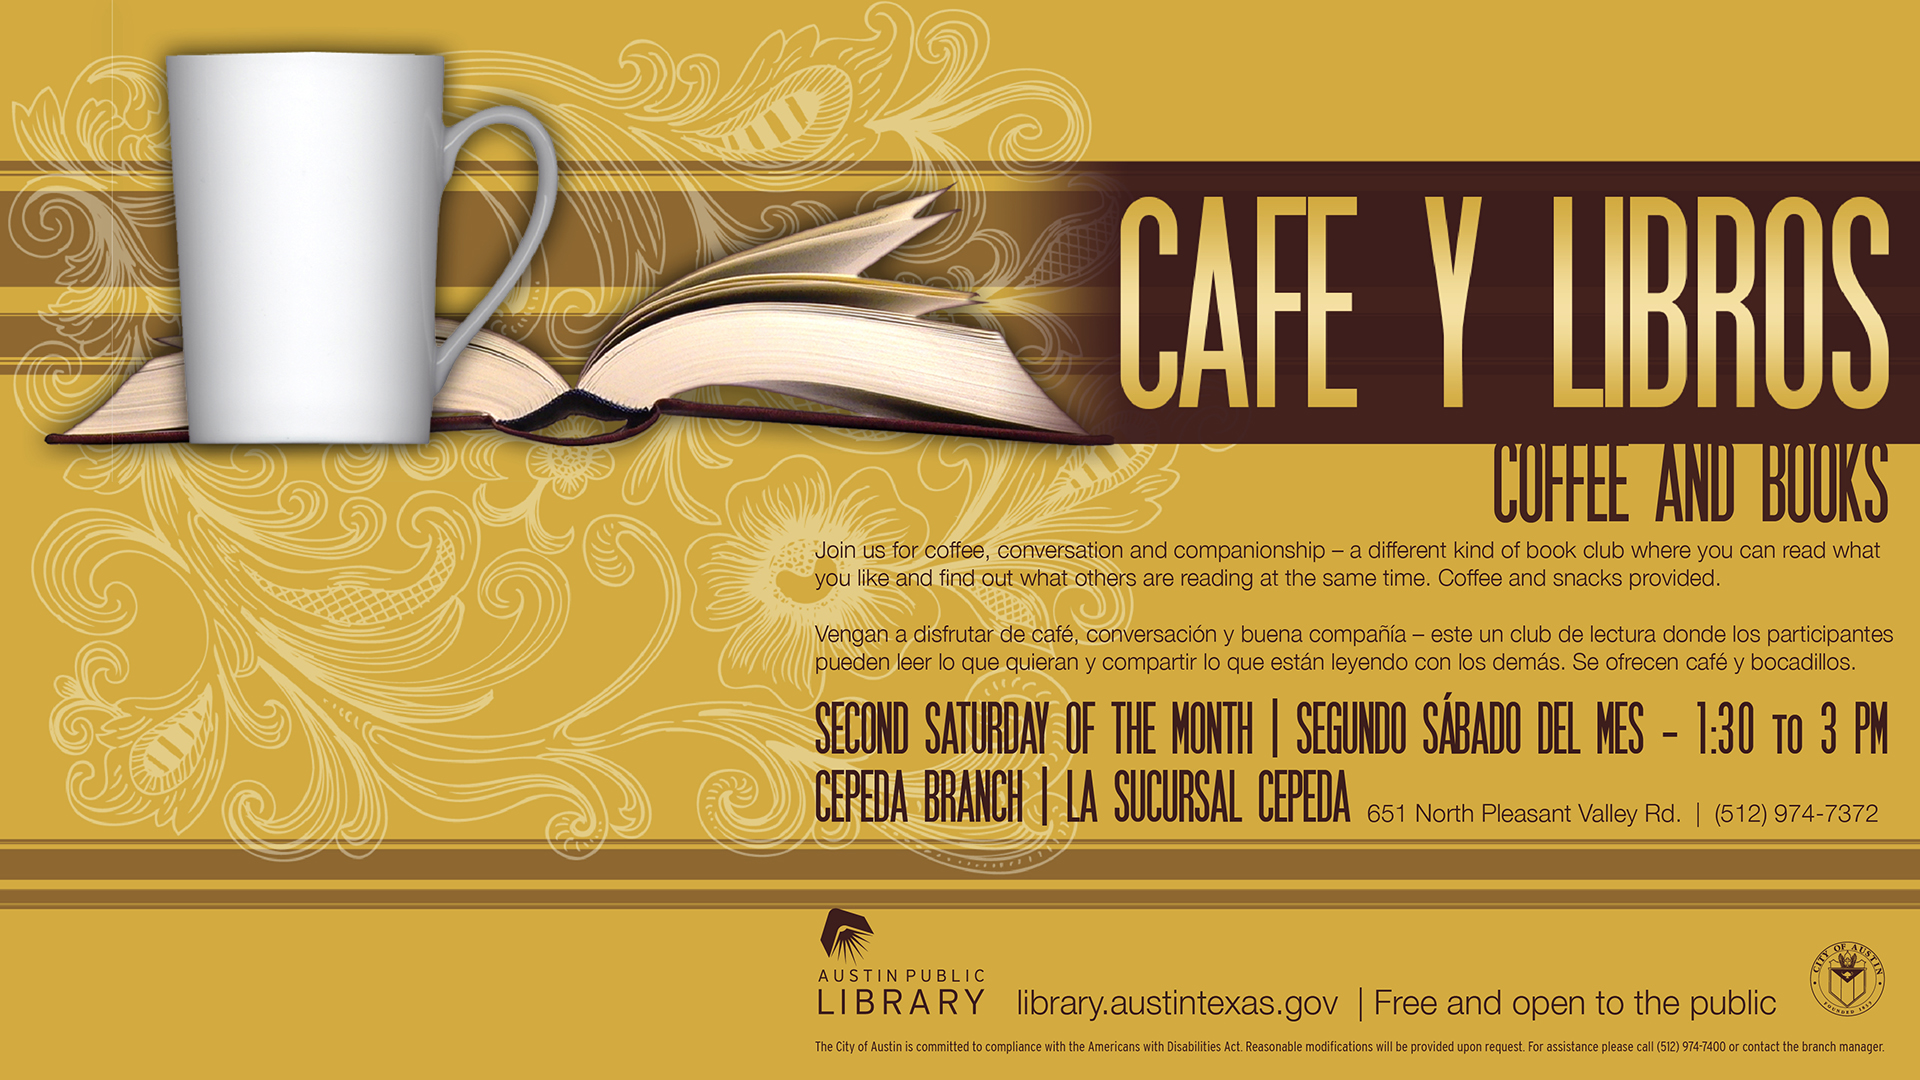 CAFE Y LIBROS
COFFEE AND BOOKS
Join us for coffee, conversation and companionship – a different kind of book club where you can read what
you like and find out what others are reading at the same time. Coffee and snacks provided.
Vengan a disfrutar de café, conversación y buena compañía – este un club de lectura donde los participantes
pueden leer lo que quieran y compartir lo que están leyendo con los demás. Se ofrecen café y bocadillos.
SECOND SATURDAY OF THE MONTH | SEGUNDO SÁBADO DEL MES - 1:30 TO 3 PM
CEPEDA BRANCH | LA SUCURSAL CEPEDA 651 North Pleasant Valley Rd. | (512) 974-7372
AUSTIN PUBLIC
LIBRARY
library.austintexas.gov | Free and open to the public
CITY OF AUSTIN
FOUNDED 1839
The City of Austin is committed to compliance with the Americans with Disabilities Act. Reasonable modifications will be provided upon request. For assistance please call (512) 974-7400 or contact the branch manager.